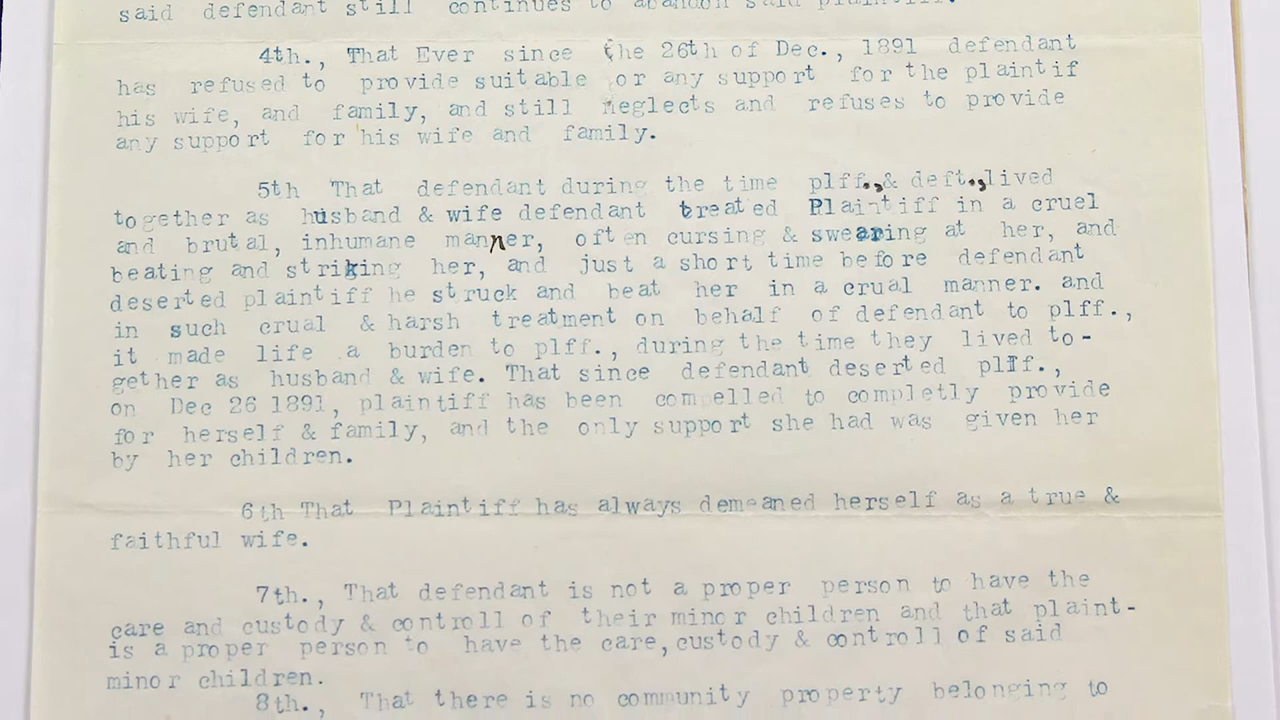 said defendant still continues to abandon said plaintiff.
4th., That Ever since the 26th of Dec., 1891 defendant
has refused to provide suitable or any support for the plaintif
his wife, and family, and still neglects and refuses to provide
any support for his wife and family.
5th That defendant during the time plff., & deft., lived
together as husband & wife defendant treated Plaintiff in a cruel
and brutal, inhumane manner, often cursing & swearing at her, and
beating and striking her, and just a short time before defendant
deserted plaintiff he struck and beat her in a crual manner. and
in such crual & harsh treatment on behalf of defendant to plff.,
it made life a burden to plff., during the time they lived to-
gether as husband & wife. That since defendant deserted plff.,
on Dec 26 1891, plaintiff has been compelled to completly provide
for herself & family, and the only support she had was given her
by her children.
6th That Plaintiff has always demeaned herself as a true &
faithful wife.
7th., That defendant is not a proper person to have the
care and custody & controll of their minor children and that plaint-
is a proper person to have the care, custody & controll of said
minor children.
8th., That there is no community property belonging to